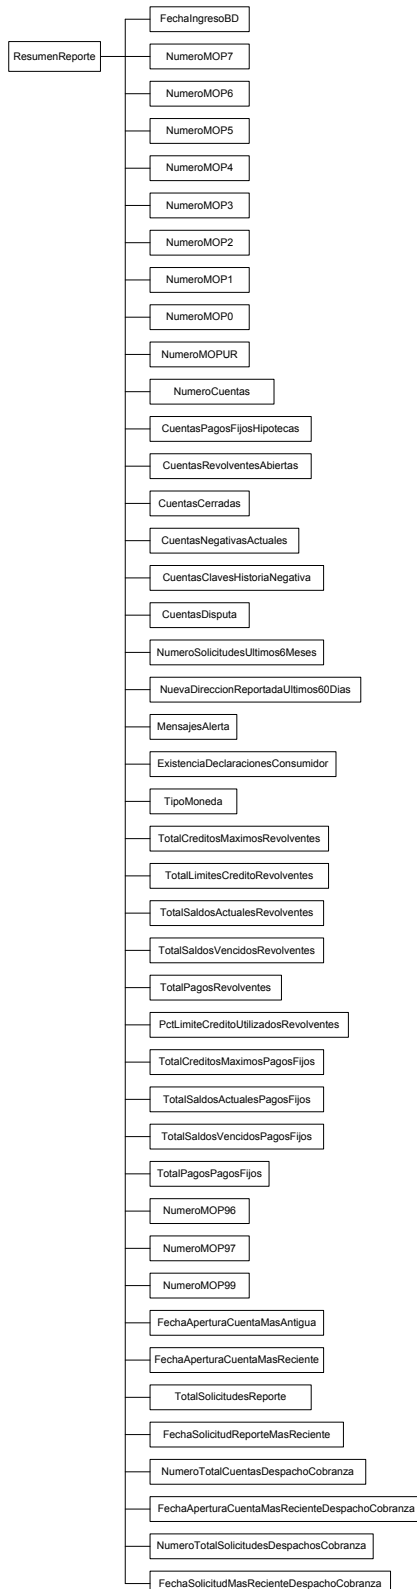 FechaIngresoBD
ResumenReporte
NumeroMOP7
NumeroMOP6
NumeroMOP5
NumeroMOP4
NumeroMOP3
NumeroMOP2
NumeroMOP1
NumeroMOP0
NumeroMOPUR
NumeroCuentas
CuentasPagosFijosHipotecas
CuentasRevolventesAbiertas
CuentasCerradas
CuentasNegativasActuales
CuentasClavesHistoriaNegativa
CuentasDisputa
NumeroSolicitudesUltimos6Meses
NuevaDireccionReportadaUltimos60Dias
MensajesAlerta
ExistenciaDeclaracionesConsumidor
TipoMoneda
TotalCreditosMaximosRevolventes
TotalLimitesCreditoRevolventes
TotalSaldosActualesRevolventes
TotalSaldosVencidosRevolventes
TotalPagosRevolventes
PctLimiteCreditoUtilizadosRevolventes
TotalCreditosMaximosPagosFijos
TotalSaldosActualesPagosFijos
TotalSaldosVencidosPagosFijos
TotalPagosPagosFijos
NumeroMOP96
NumeroMOP97
NumeroMOP99
FechaAperturaCuentaMasAntigua
FechaAperturaCuentaMasReciente
TotalSolicitudesReporte
FechaSolicitudReporteMasReciente
NumeroTotalCuentasDespachoCobranza
FechaAperturaCuentaMasRecienteDespachoCobranza
NumeroTotalSolicitudesDespachosCobranza
FechaSolicitudMasRecienteDespachoCobranza